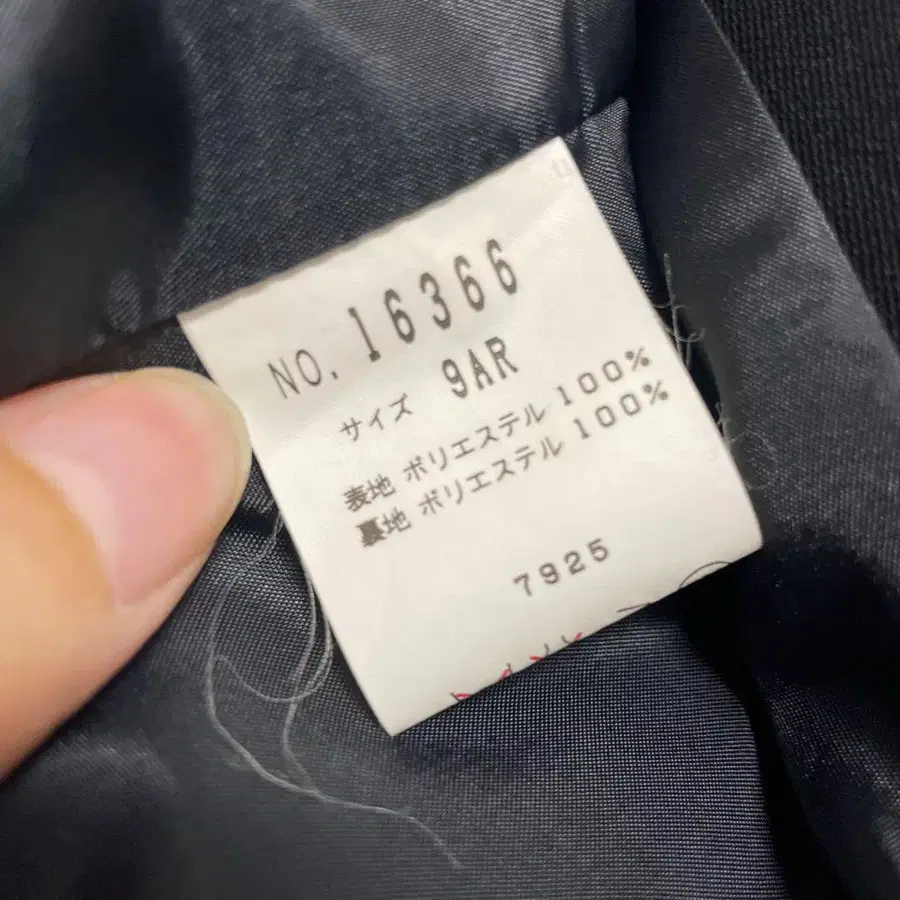 NO. 16366
サイズ 9AR
表地 ポリエステル 100%
裏地 ポリエステル 100%
7925